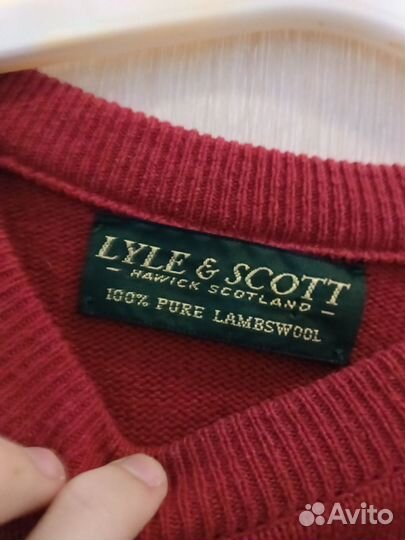 LYLE & SCOTT
- HAWICK SCOTLAND -
100% PURE LAMBSWOOL
Avito